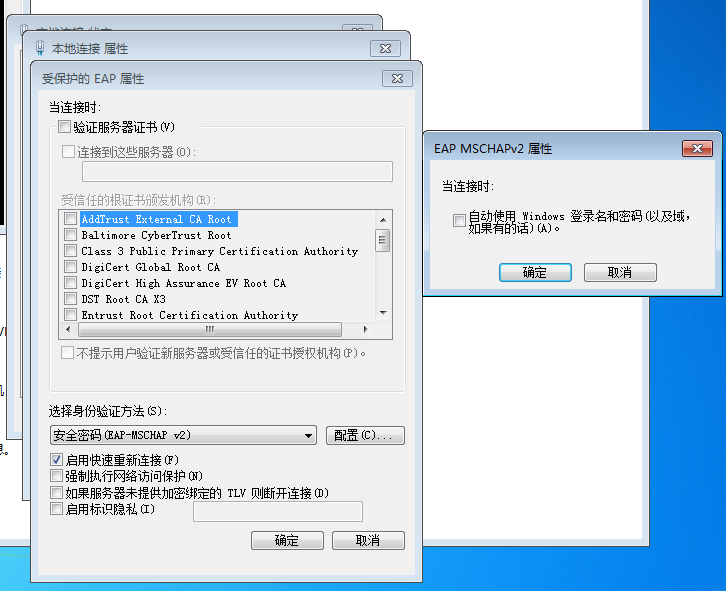 本地连接 状态
本地连接 属性
受保护的 EAP 属性
当连接时:
验证服务器证书(V)
连接到这些服务器(O):
受信任的根证书颁发机构(R):
AddTrust External CA Root
Baltimore CyberTrust Root
Class 3 Public Primary Certification Authority
DigiCert Global Root CA
DigiCert High Assurance EV Root CA
DST Root CA X3
Entrust Root Certification Authority
不提示用户验证新服务器或受信任的证书授权机构(P)。
选择身份验证方法(S):
安全密码(EAP-MSCHAP v2)
配置(C)...
启用快速重新连接(F)
强制执行网络访问保护(N)
如果服务器未提供加密绑定的 TLV 则断开连接(D)
启用标识隐私(I)
确定
取消
EAP MSCHAPv2 属性
当连接时:
自动使用 Windows 登录名和密码(以及域，
如果有的话)(A)。
确定
取消